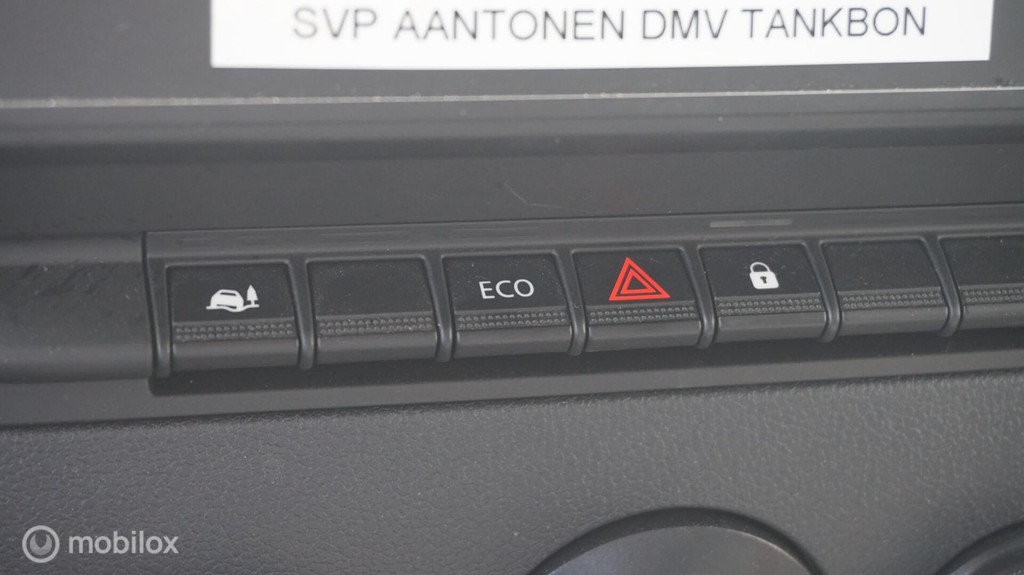 SVP AANTONEN DMV TANKBON
ECO
mobilox